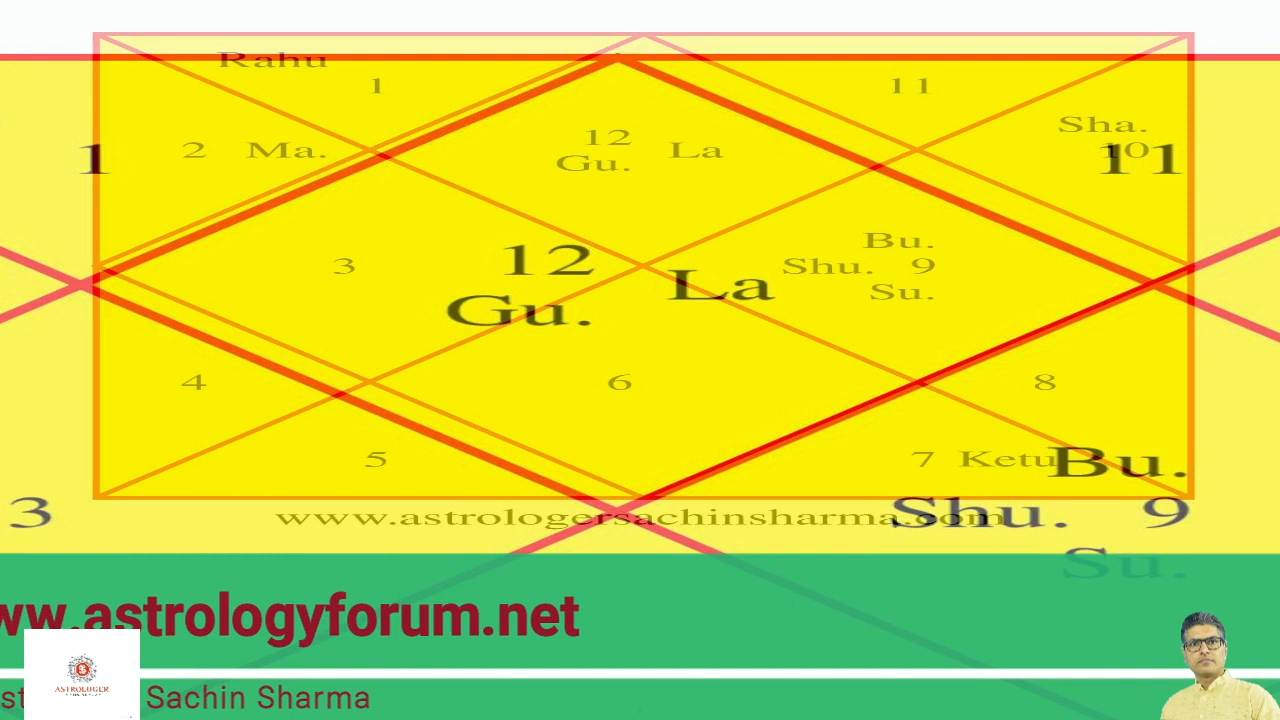 Rahu
1
11
2 Ma.
12
Gu.
La
Sha.
10
1
11
3
12
Gu.
La
Bu.
Shu. 9
Su.
4
6
8
5
7 Ketu
Bu.
3
Shu. 9
Su.
www.astrologersachinsharma.com
ww.astrologyforum.net
ASTROLOGER
st
Sachin Sharma